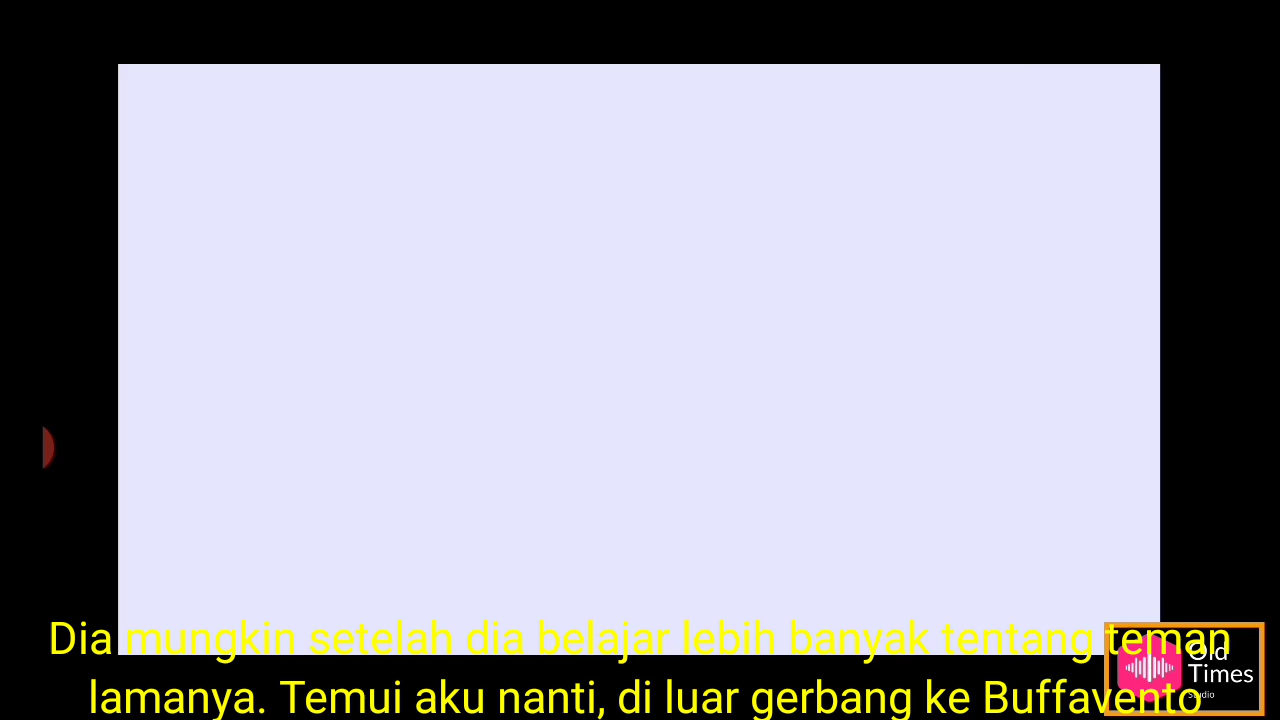 Dia mungkin setelah dia belajar lebih banyak tentang teman
lamanya. Temui aku nanti, di luar gerbang ke Buffavento
Old
Times
Studio